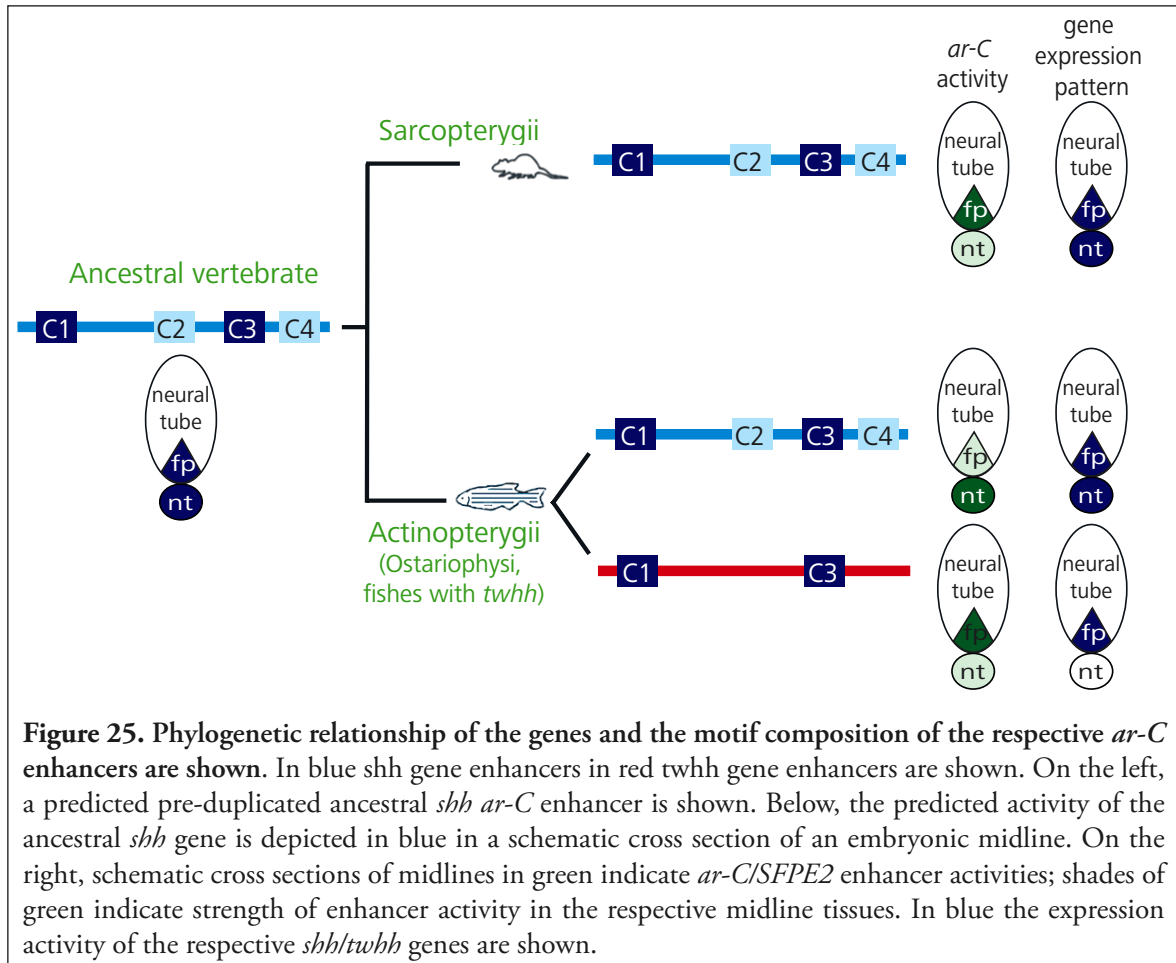 ar-C
activity
gene
expression
pattern
Sarcopterygii
C1 C2 C3 C4
neural
tube
fp
nt
neural
tube
fp
nt
Ancestral vertebrate
C1 C2 C3 C4
neural
tube
fp
nt
C1 C2 C3 C4
neural
tube
fp
nt
neural
tube
fp
nt
Actinopterygii
(Ostariophysi,
fishes with twhh)
C1 C3
neural
tube
fp
nt
neural
tube
fp
nt
Figure 25. Phylogenetic relationship of the genes and the motif composition of the respective ar-C
enhancers are shown. In blue shh gene enhancers in red twhh gene enhancers are shown. On the left,
a predicted pre-duplicated ancestral shh ar-C enhancer is shown. Below, the predicted activity of the
ancestral shh gene is depicted in blue in a schematic cross section of an embryonic midline. On the
right, schematic cross sections of midlines in green indicate ar-C/SFPE2 enhancer activities; shades of
green indicate strength of enhancer activity in the respective midline tissues. In blue the expression
activity of the respective shh/twhh genes are shown.